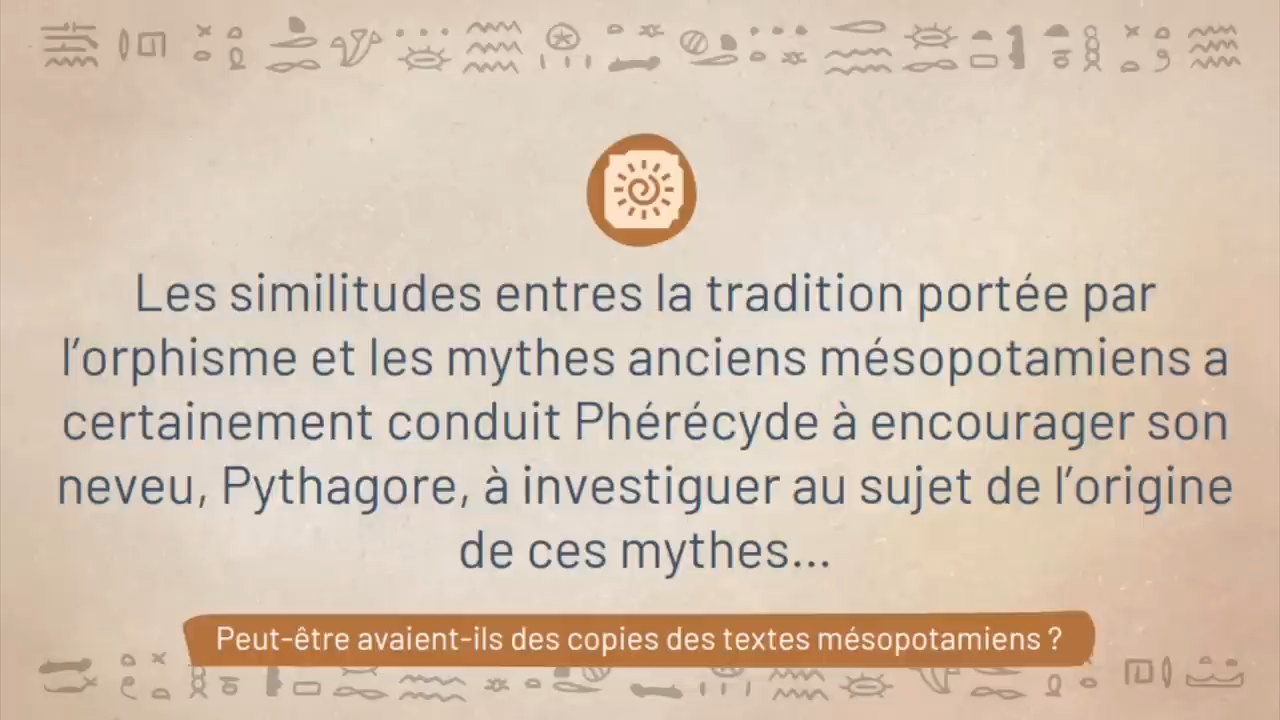 Les similitudes entres la tradition portée par
l'orphisme et les mythes anciens mésopotamiens a
certainement conduit Phérécyde à encourager son
neveu, Pythagore, à investiguer au sujet de l'origine
de ces mythes...
Peut-être avaient-ils des copies des textes mésopotamiens ?